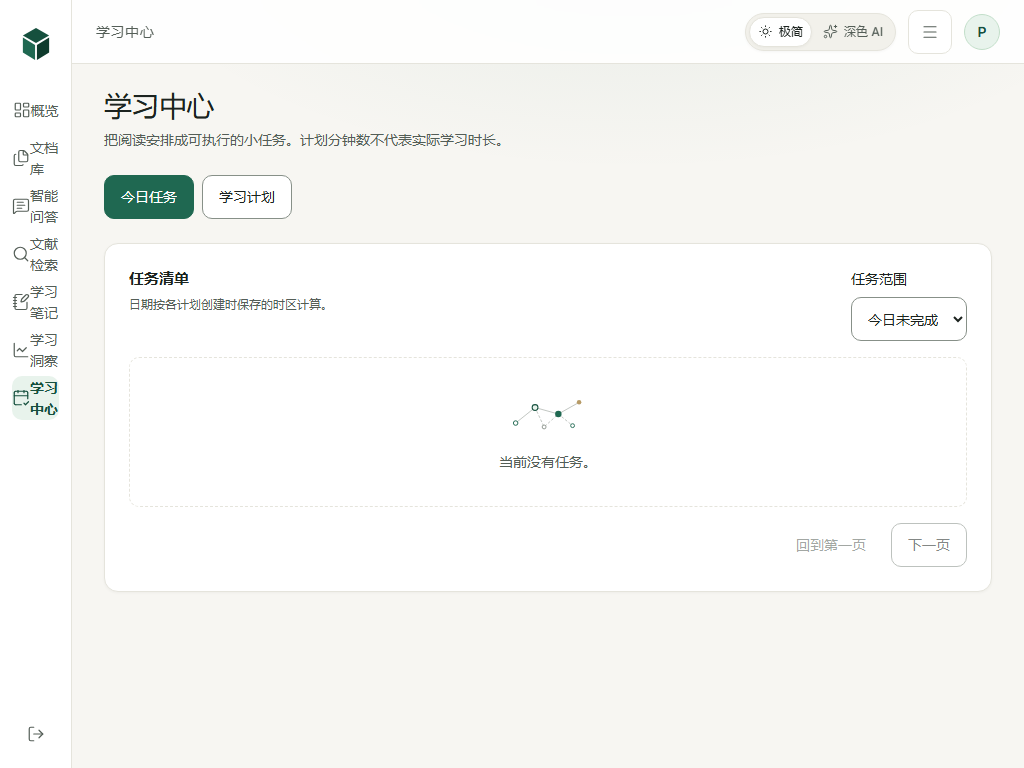 学习中心
极简
深色 AI
P
概览
文档
库
智能
问答
文献
检索
学习
笔记
学习
洞察
学习
中心
学习中心
把阅读安排成可执行的小任务。计划分钟数不代表实际学习时长。
今日任务
学习计划
任务清单
日期按各计划创建时保存的时区计算。
任务范围
今日未完成
当前没有任务。
回到第一页
下一页